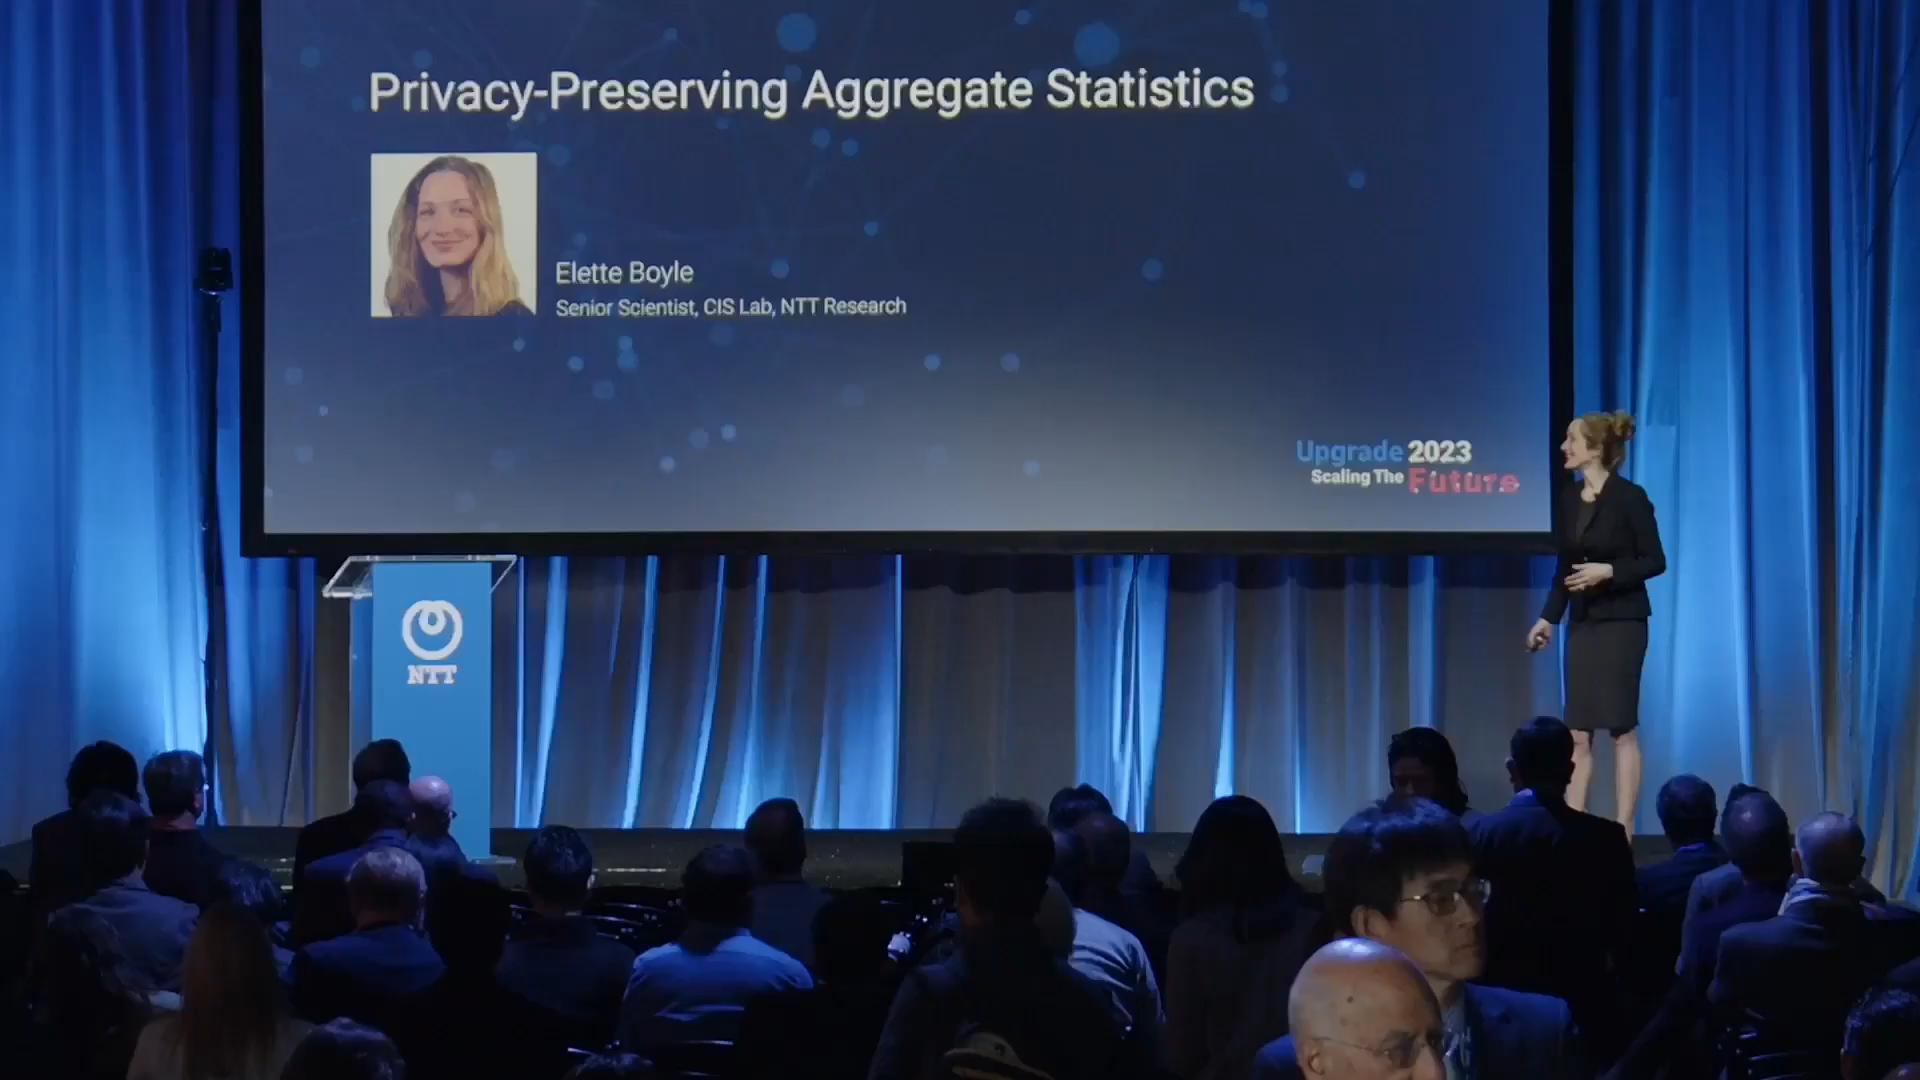 Privacy-Preserving Aggregate Statistics
Elette Boyle
Senior Scientist, CIS Lab, NTT Research
Upgrade 2023
Scaling The Future
NTT